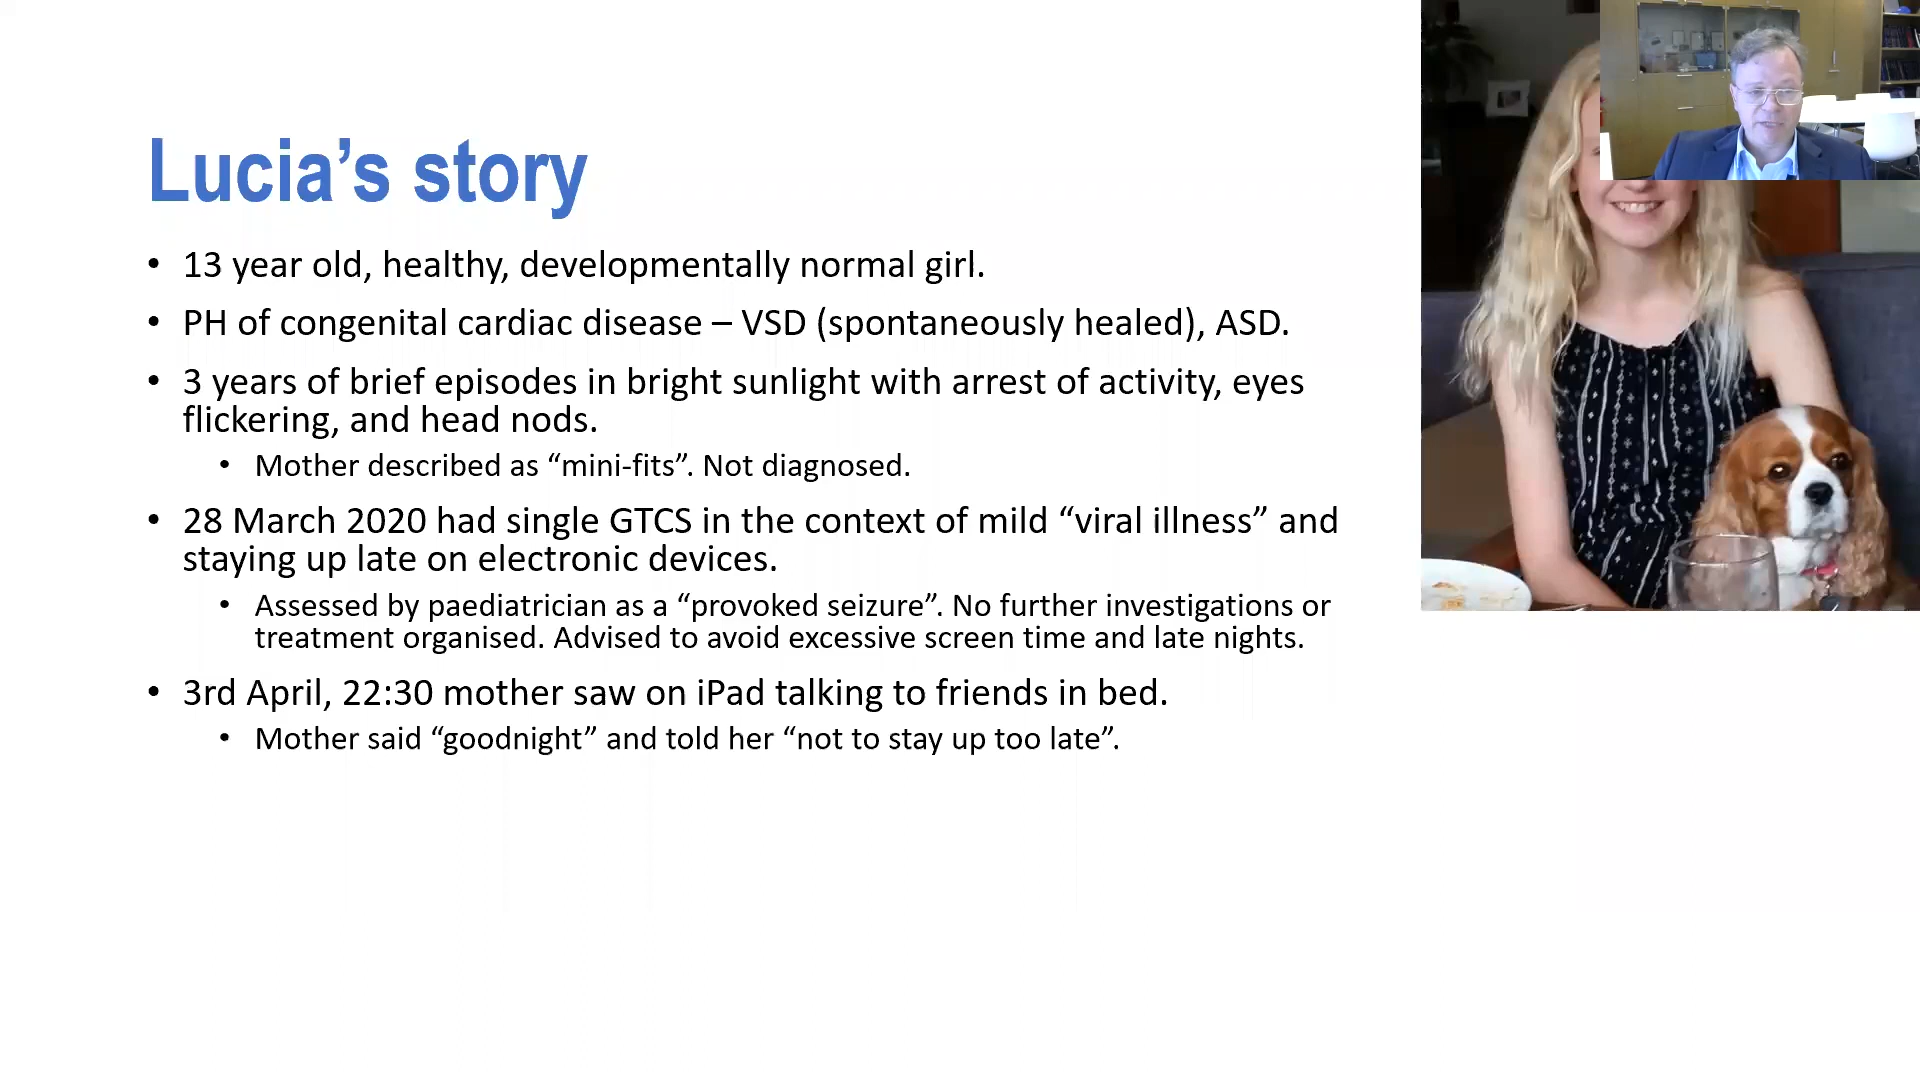 Lucia’s story
• 13 year old, healthy, developmentally normal girl.
• PH of congenital cardiac disease – VSD (spontaneously healed), ASD.
• 3 years of brief episodes in bright sunlight with arrest of activity, eyes
flickering, and head nods.
• Mother described as “mini-fits”. Not diagnosed.
• 28 March 2020 had single GTCS in the context of mild “viral illness” and
staying up late on electronic devices.
• Assessed by paediatrician as a “provoked seizure”. No further investigations or
treatment organised. Advised to avoid excessive screen time and late nights.
• 3rd April, 22:30 mother saw on iPad talking to friends in bed.
• Mother said “goodnight” and told her “not to stay up too late”.